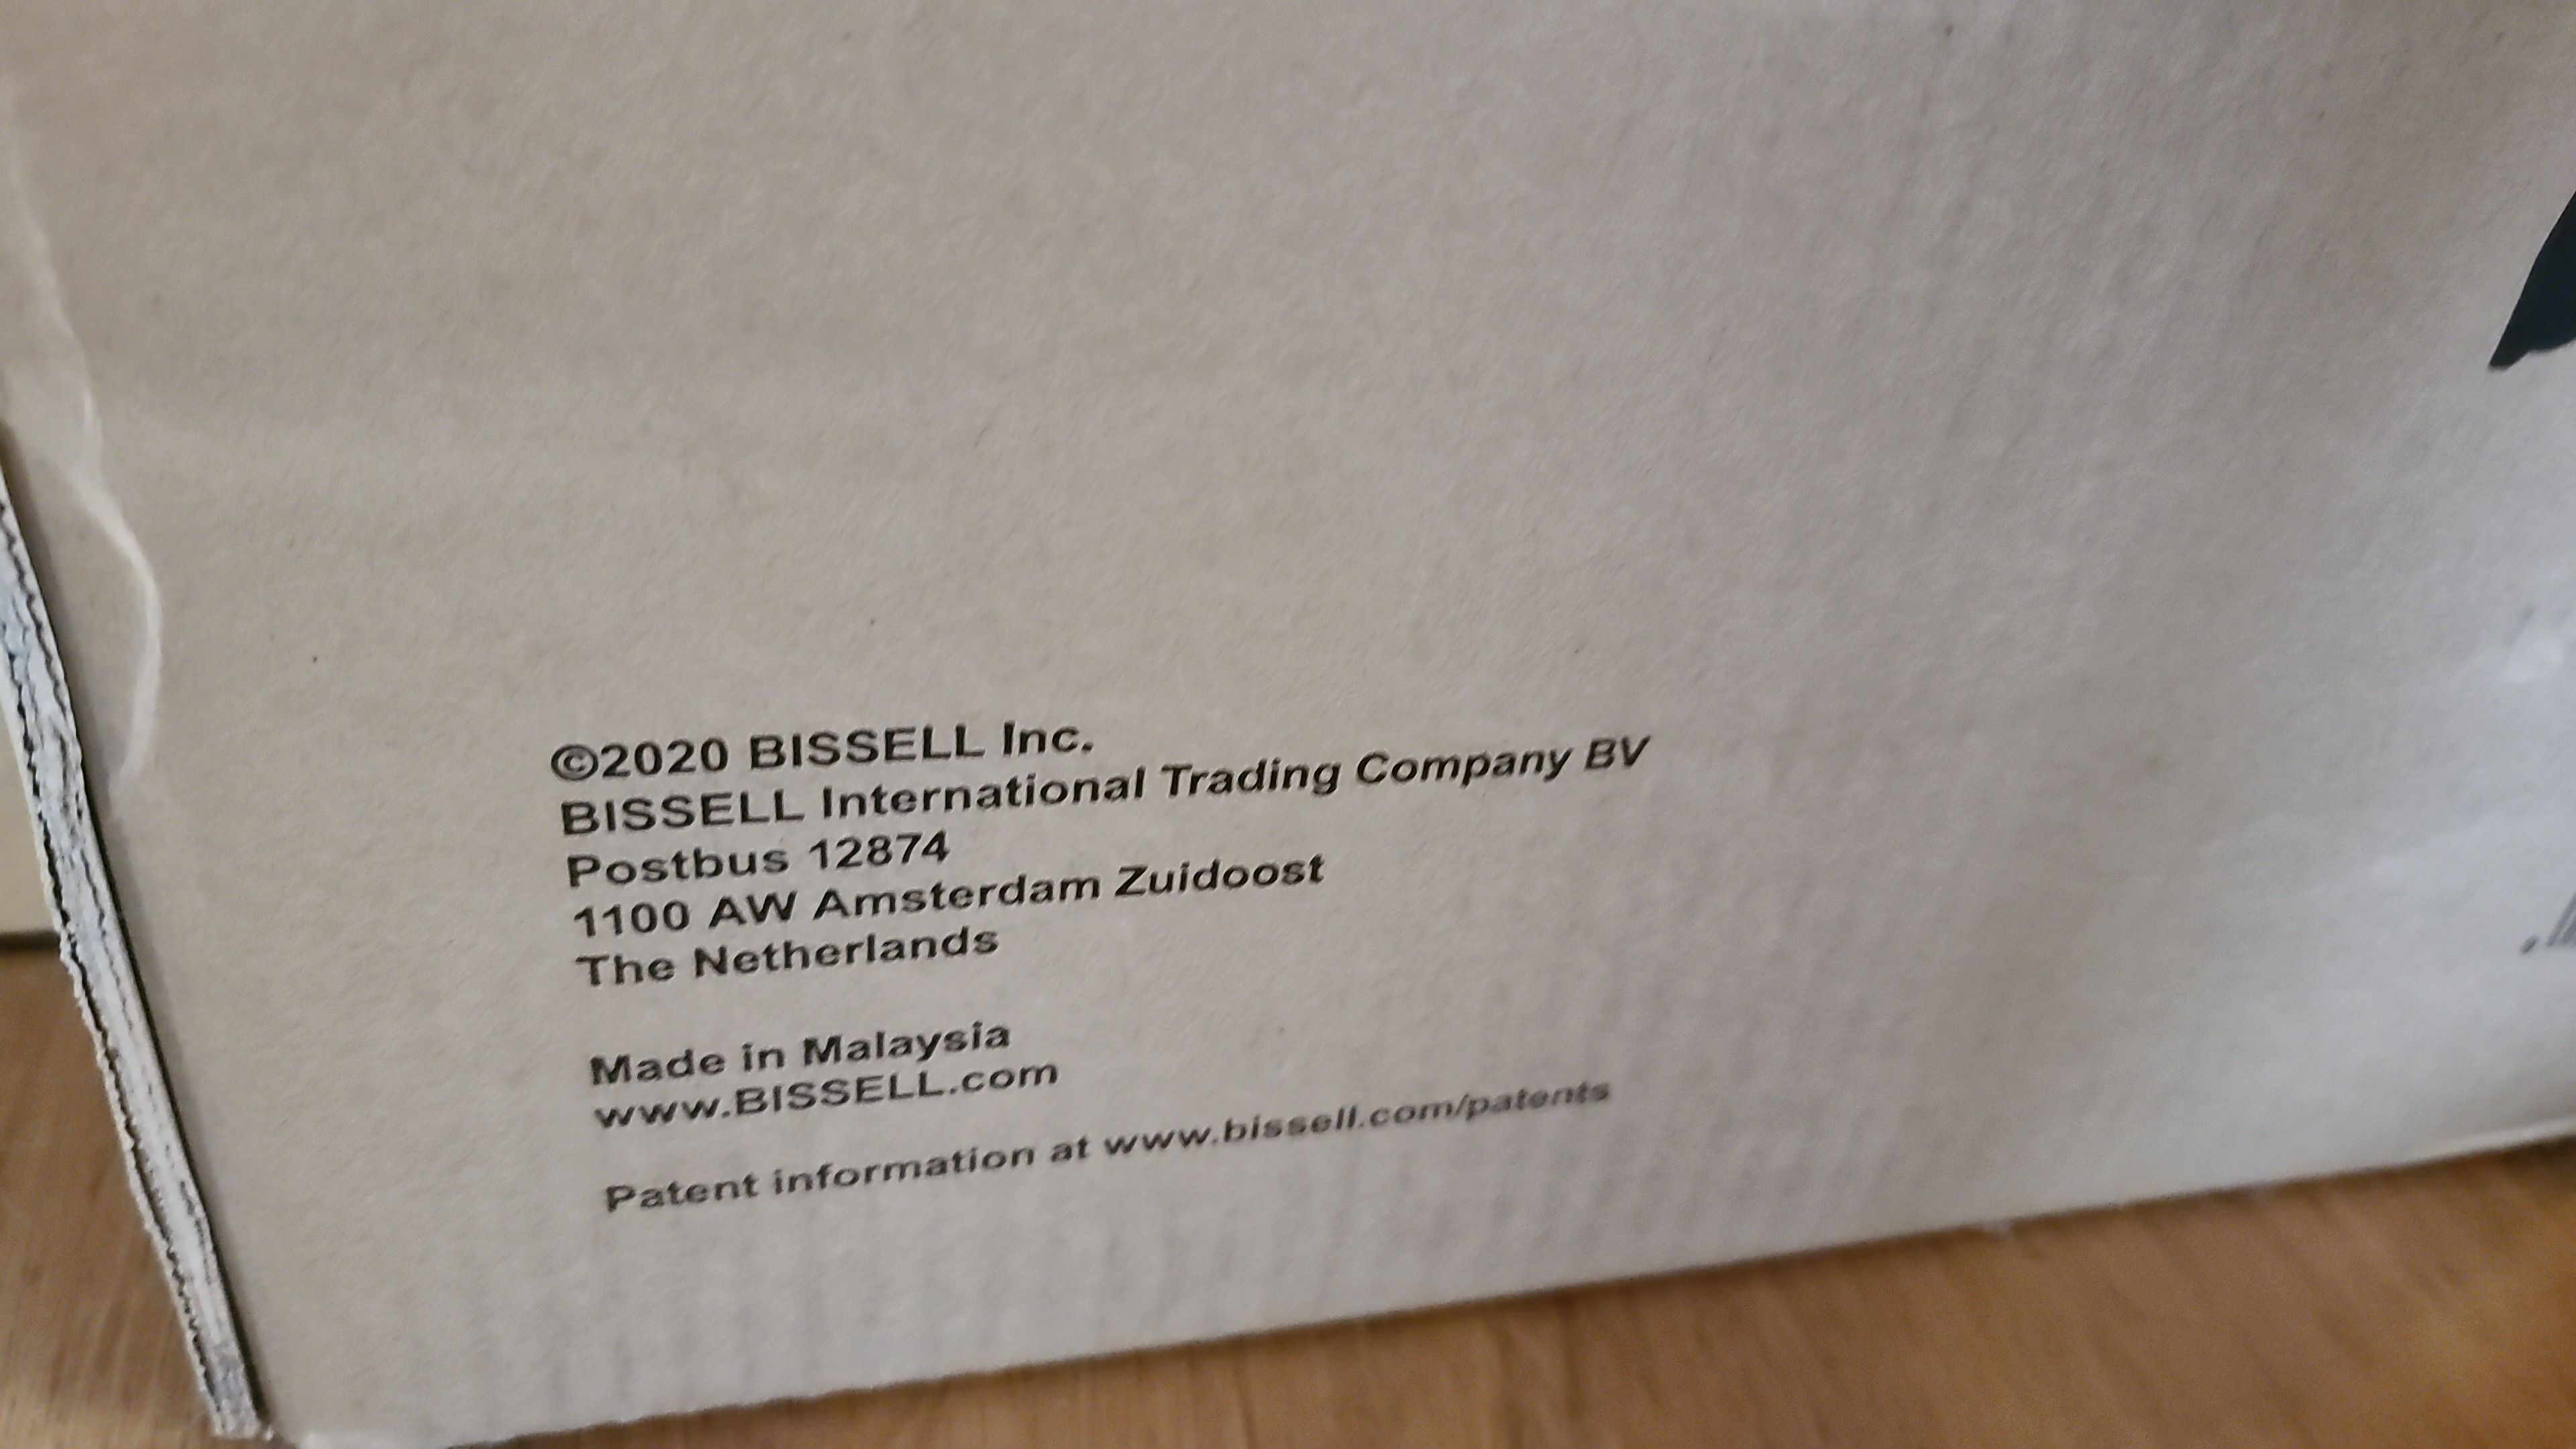 ©2020 BISSELL Inc.
BISSELL International Trading Company BV
Postbus 12874
1100 AW Amsterdam Zuidoost
The Netherlands
Made in Malaysia
www.BISSELL.com
Patent information at www.bissell.com/patents